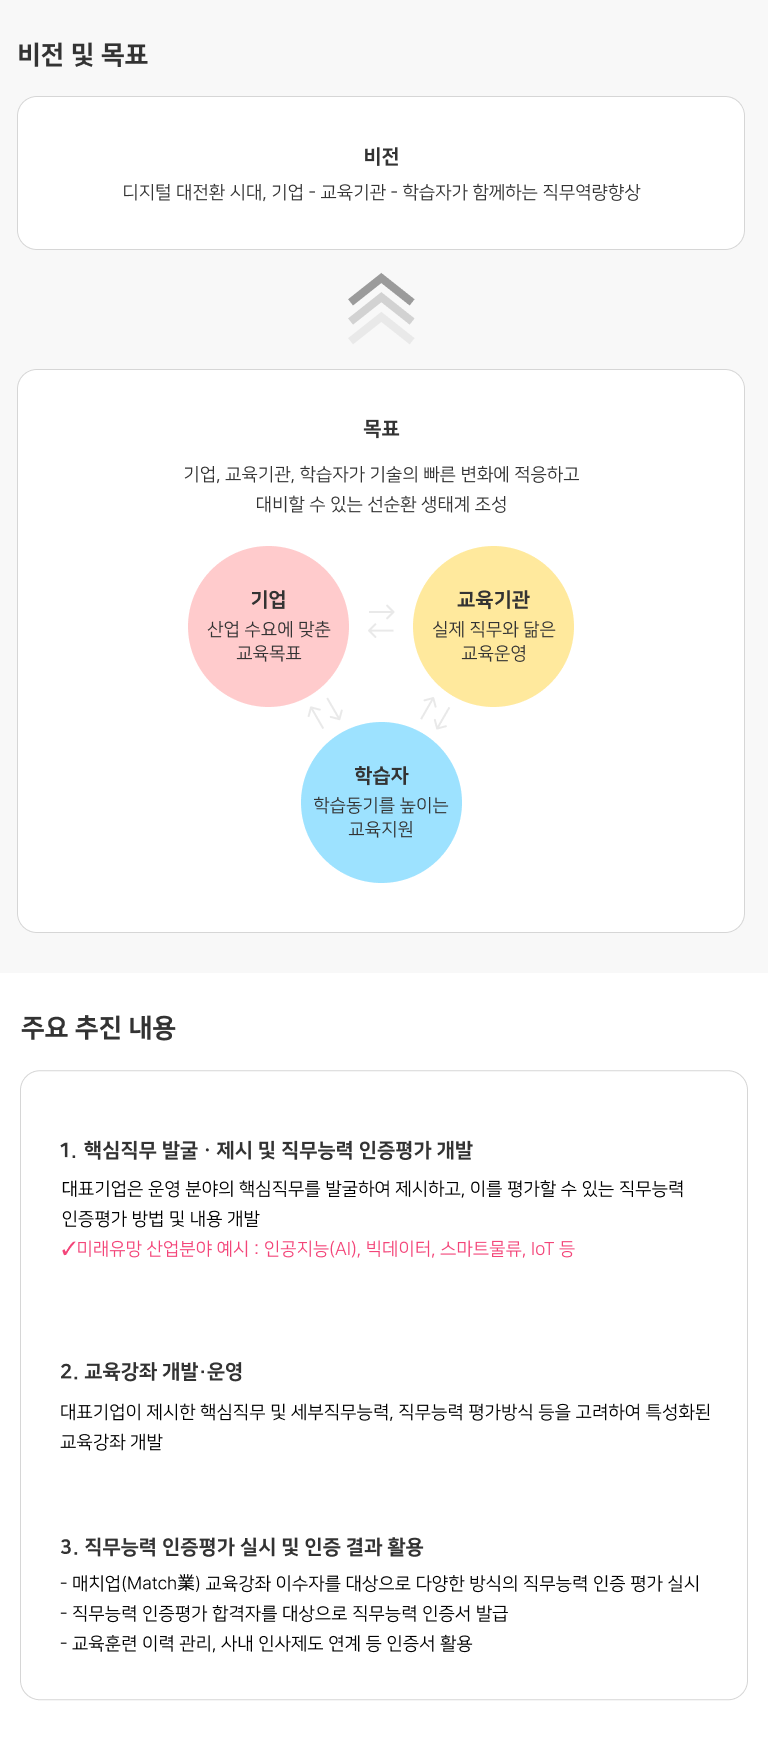 비전 및 목표
비전
디지털 대전환 시대, 기업 - 교육기관 - 학습자가 함께하는 직무역량향상
목표
기업, 교육기관, 학습자가 기술의 빠른 변화에 적응하고
대비할 수 있는 선순환 생태계 조성
기업
산업 수요에 맞춘
교육목표
교육기관
실제 직무와 닮은
교육운영
학습자
학습동기를 높이는
교육지원
주요 추진 내용
1. 핵심직무 발굴 · 제시 및 직무능력 인증평가 개발
대표기업은 운영 분야의 핵심직무를 발굴하여 제시하고, 이를 평가할 수 있는 직무능력
인증평가 방법 및 내용 개발
✓미래유망 산업분야 예시 : 인공지능(AI), 빅데이터, 스마트물류, IoT 등
2. 교육강좌 개발·운영
대표기업이 제시한 핵심직무 및 세부직무능력, 직무능력 평가방식 등을 고려하여 특성화된
교육강좌 개발
3. 직무능력 인증평가 실시 및 인증 결과 활용
- 매치업(Match業) 교육강좌 이수자를 대상으로 다양한 방식의 직무능력 인증 평가 실시
- 직무능력 인증평가 합격자를 대상으로 직무능력 인증서 발급
- 교육훈련 이력 관리, 사내 인사제도 연계 등 인증서 활용